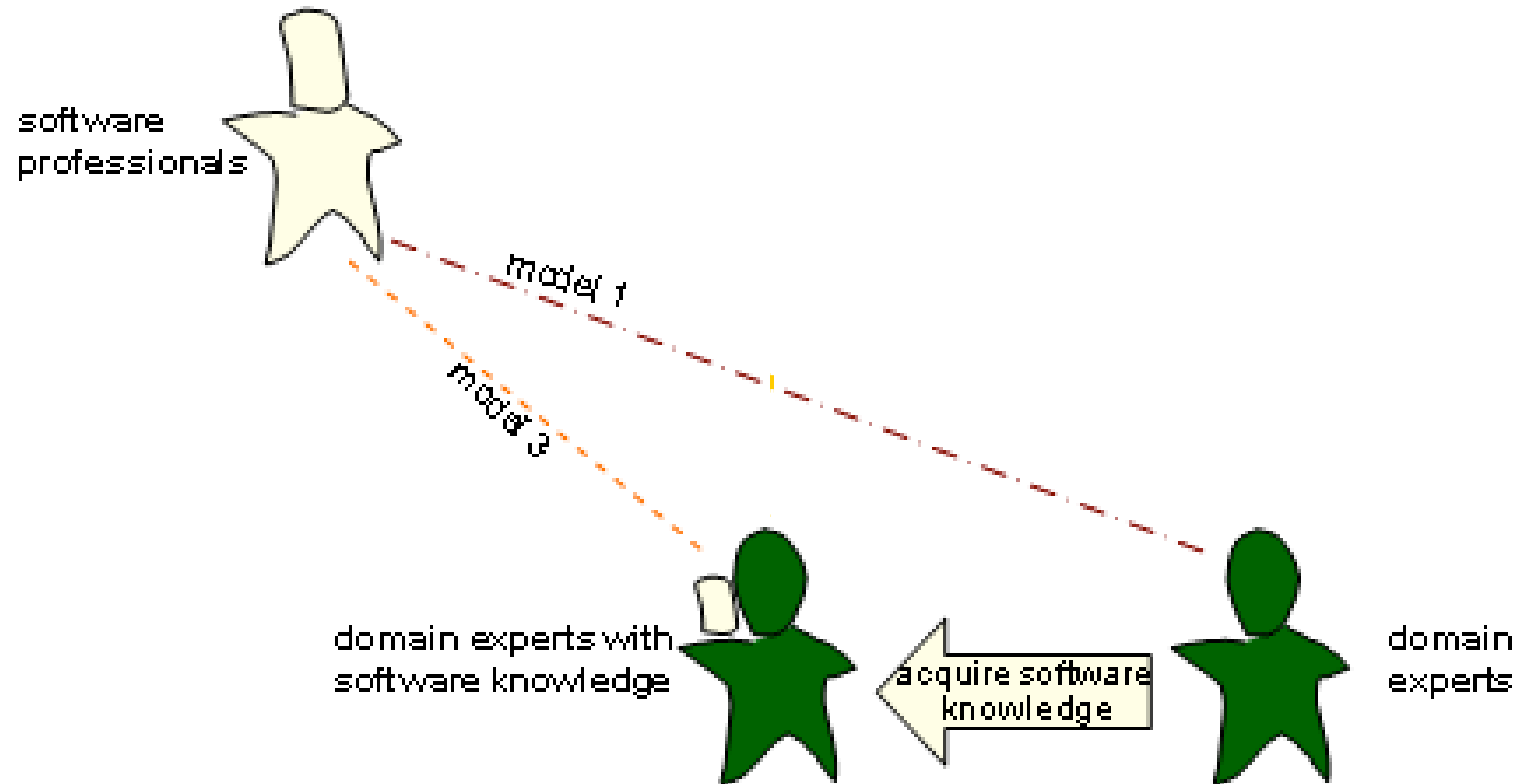 software
professionals
model 1
model 3
domain experts with
software knowledge
acquire software
knowledge
domain
experts